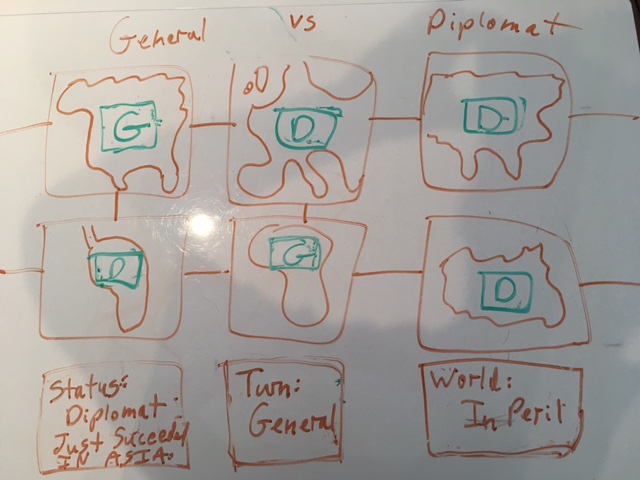 General vs Diplomat
G D D
D G D
Status:
Diplomat
Just Succeeded
IN ASIA.
Turn:
General
World:
In Peril